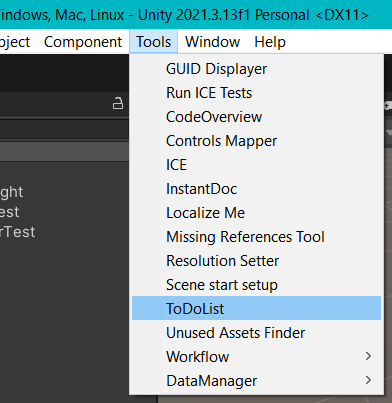 indows, Mac, Linux - Unity 2021.3.13f1 Personal <DX11>
bject Component Tools Window Help
GUID Displayer
Run ICE Tests
CodeOverview
Controls Mapper
ICE
InstantDoc
Localize Me
Missing References Tool
Resolution Setter
Scene start setup
ToDoList
Unused Assets Finder
Workflow
DataManager
ght
est
rTest